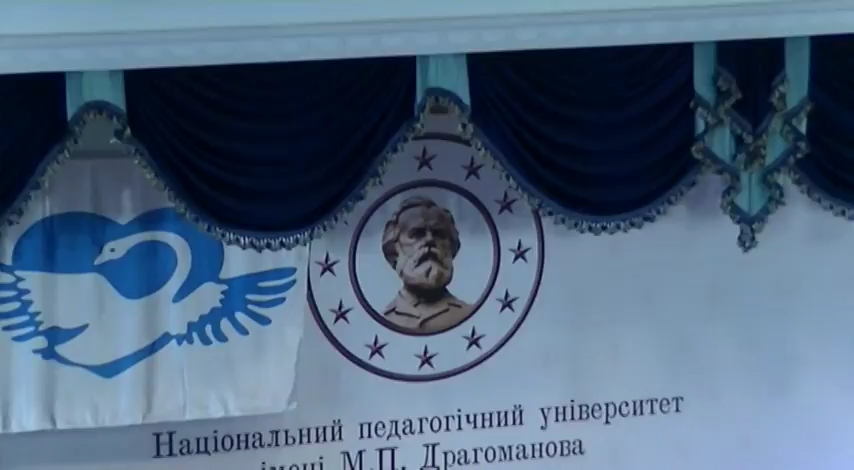 Національний педагогічний університет
імені М.П. Драгоманова